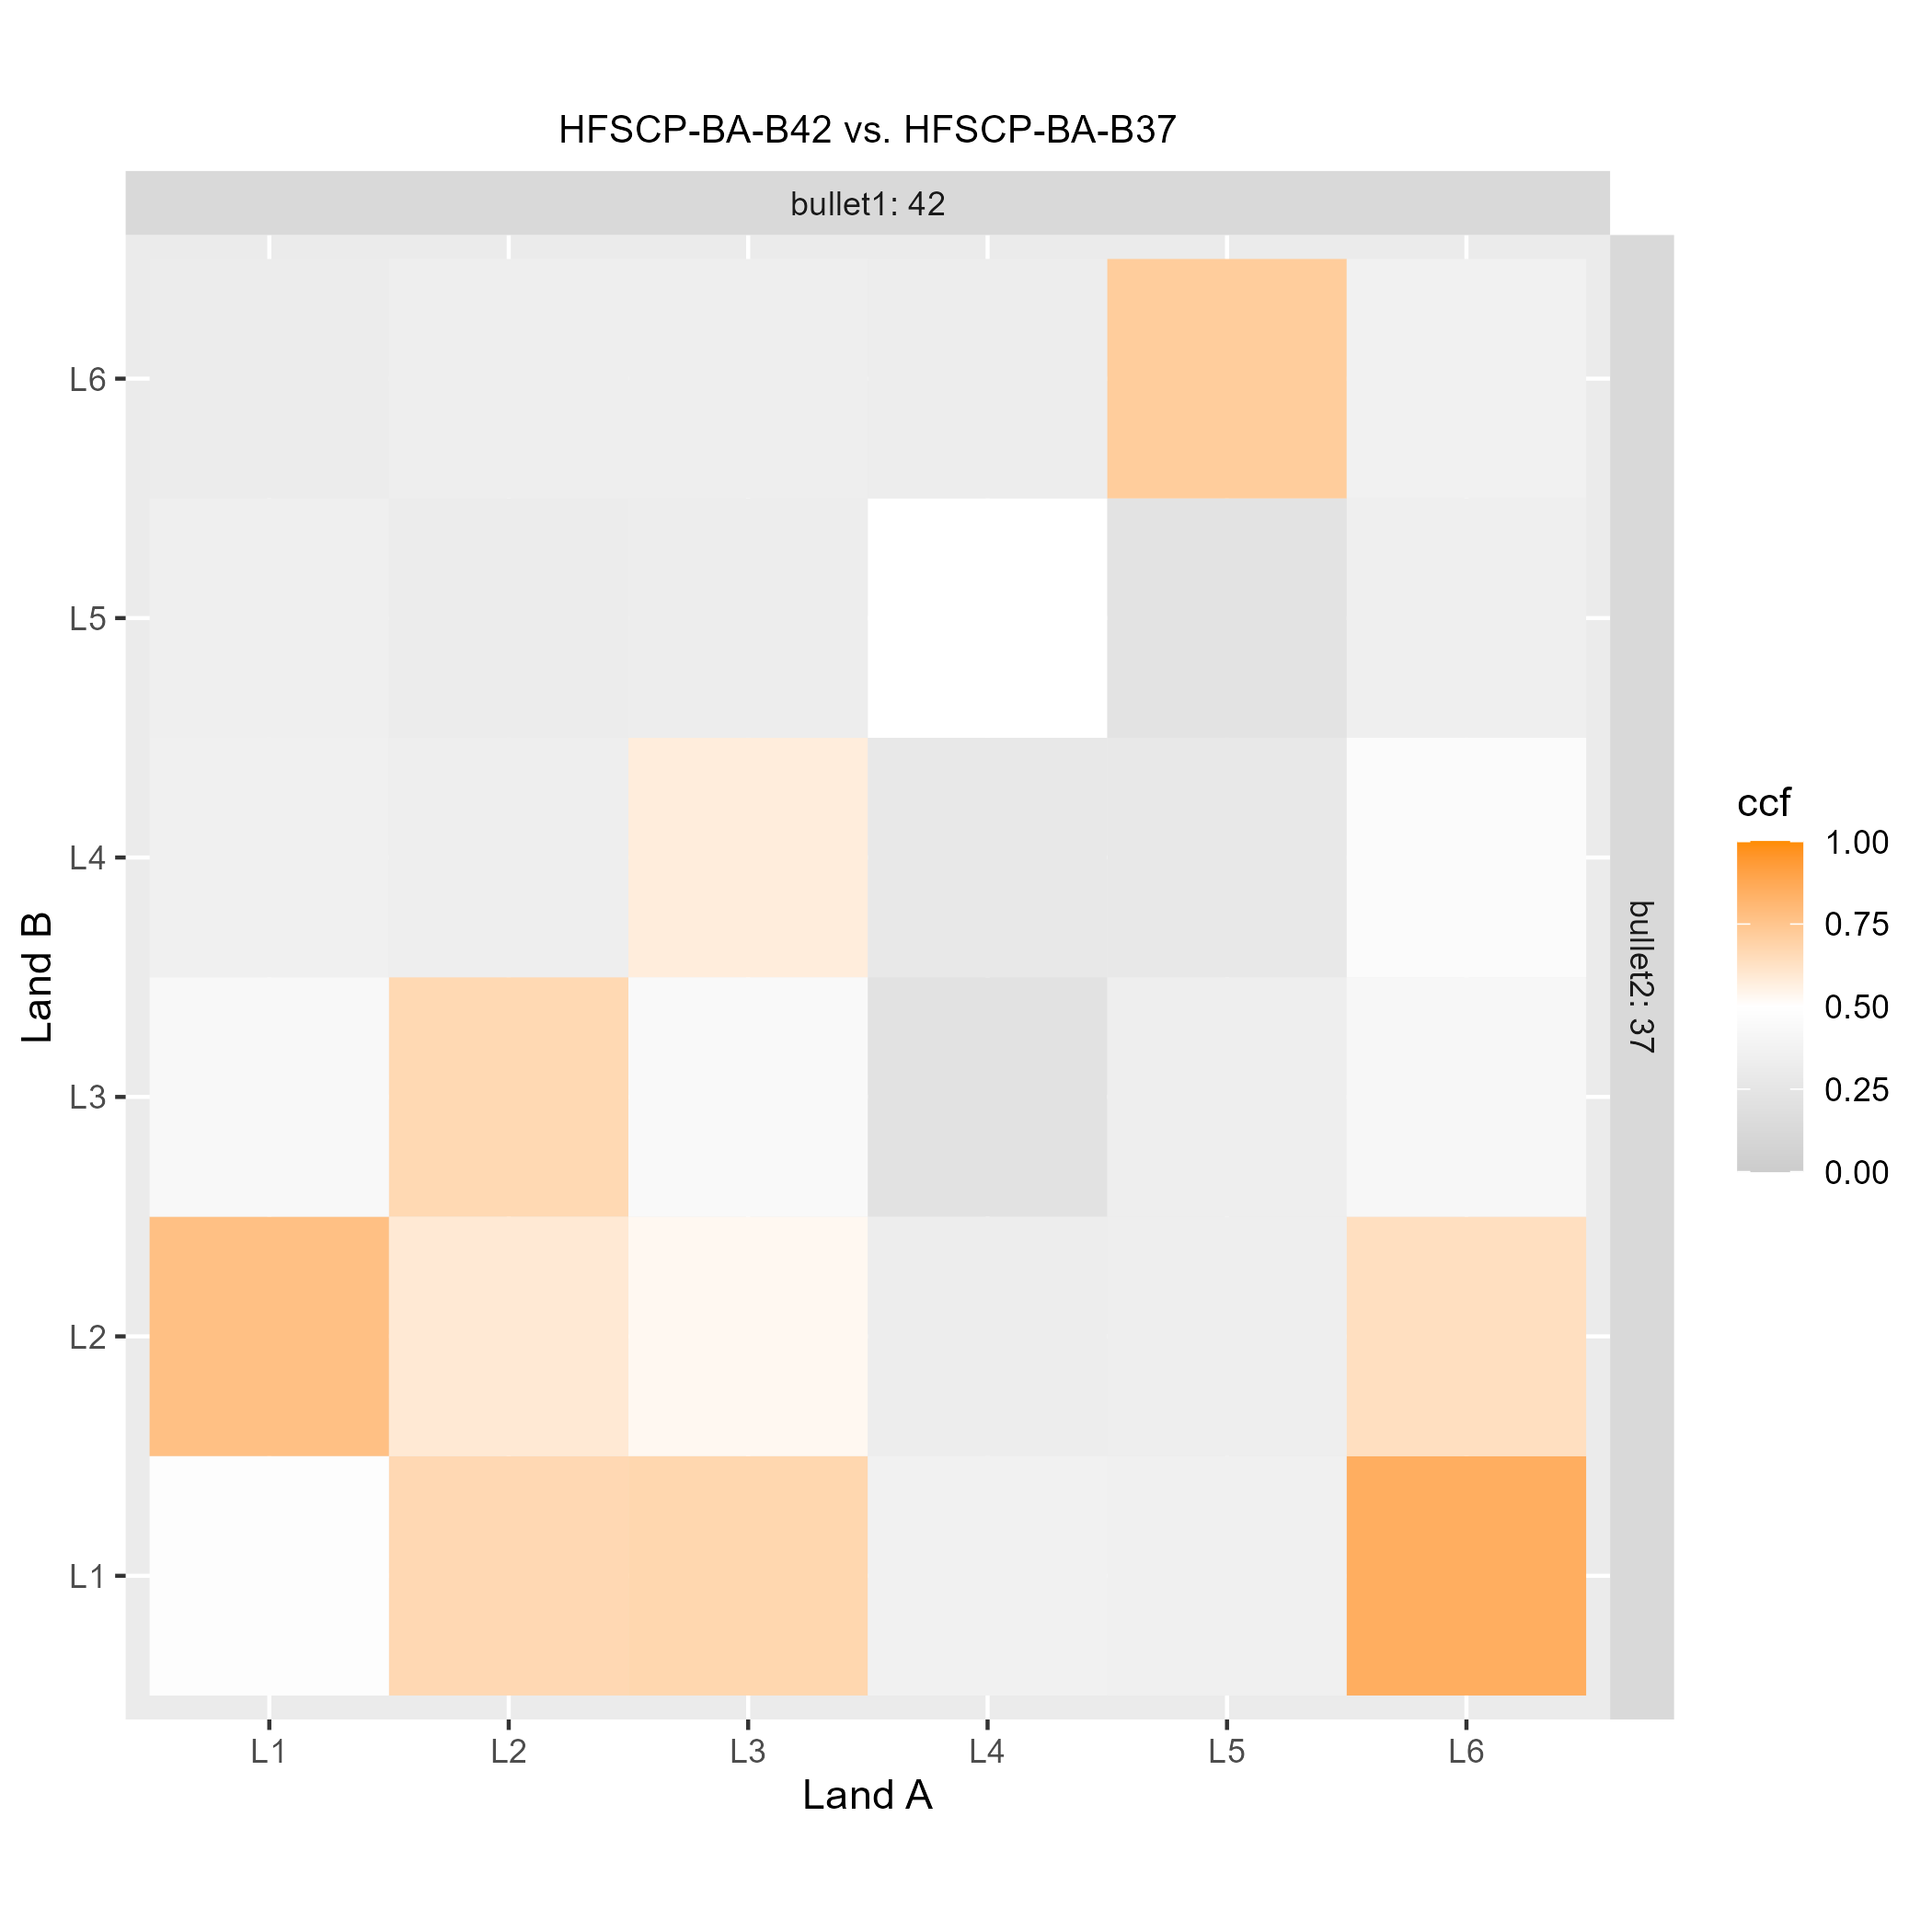 HFSCP-BA-B42 vs. HFSCP-BA-B37
bullet1: 42
L6
L5
L4
L3
L2
L1
Land B
bullet2: 37
L1 L2 L3 L4 L5 L6
Land A
ccf
1.00
0.75
0.50
0.25
0.00